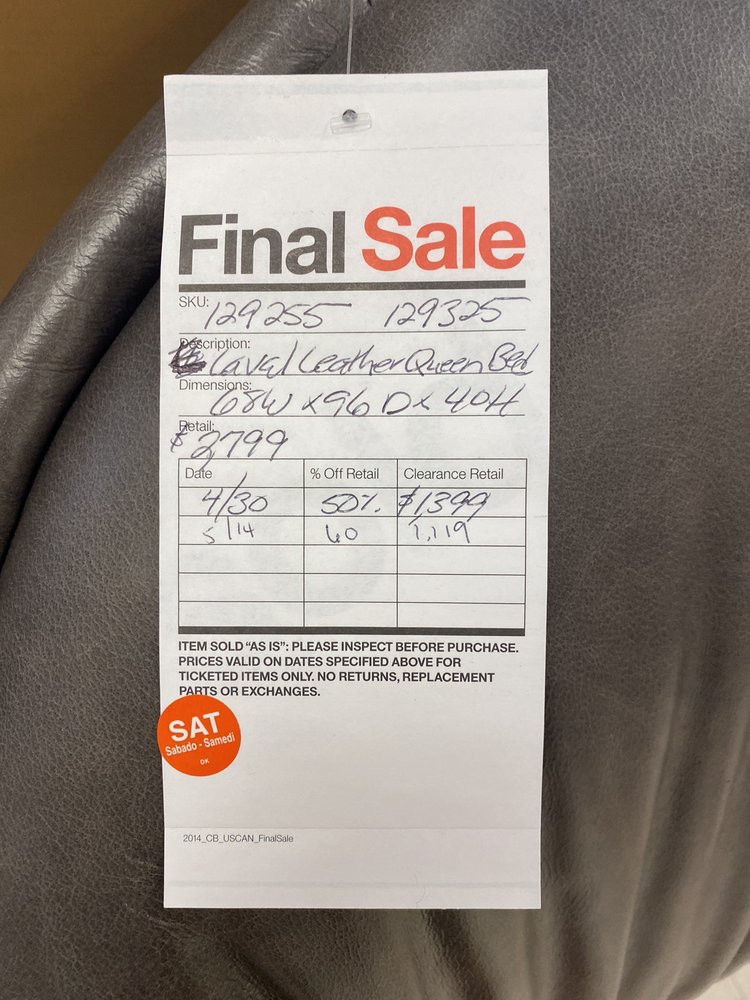 Final Sale
SKU: 129255 129325
Description: Laval Leather Queen Bed
Dimensions: 68W x 96 D x 40H
Retail: $2799
Date % Off Retail Clearance Retail
4/30 50% $1,399
5/14 60 1,119
ITEM SOLD "AS IS": PLEASE INSPECT BEFORE PURCHASE.
PRICES VALID ON DATES SPECIFIED ABOVE FOR
TICKETED ITEMS ONLY. NO RETURNS, REPLACEMENT
PARTS OR EXCHANGES.
SAT
Sabado - Samedi
OK
2014_CB_USCAN_FinalSale